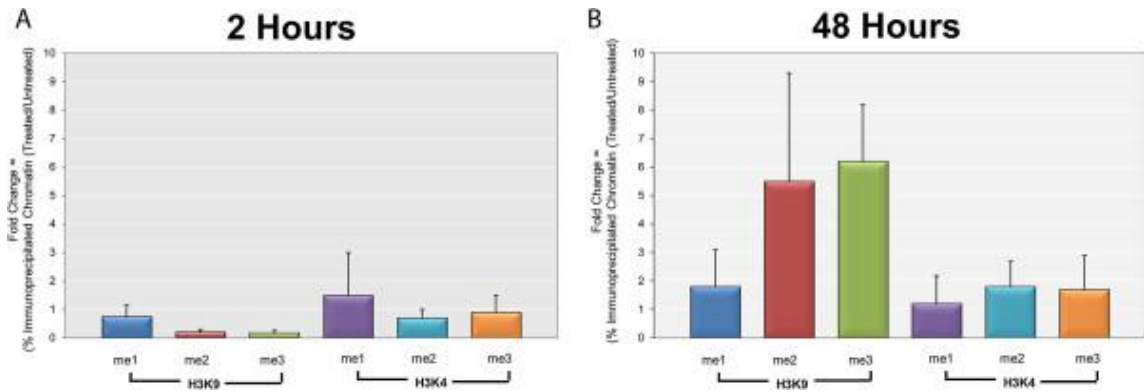 A
2 Hours
Fold Change =
(% Immunoprecipitated Chromatin (Treated/Untreated)
10
9
8
7
6
5
4
3
2
1
0
me1 me2 me3 me1 me2 me3
H3K9 H3K4
B
48 Hours
Fold Change =
(% Immunoprecipitated Chromatin (Treated/Untreated)
10
9
8
7
6
5
4
3
2
1
0
me1 me2 me3 me1 me2 me3
H3K9 H3K4